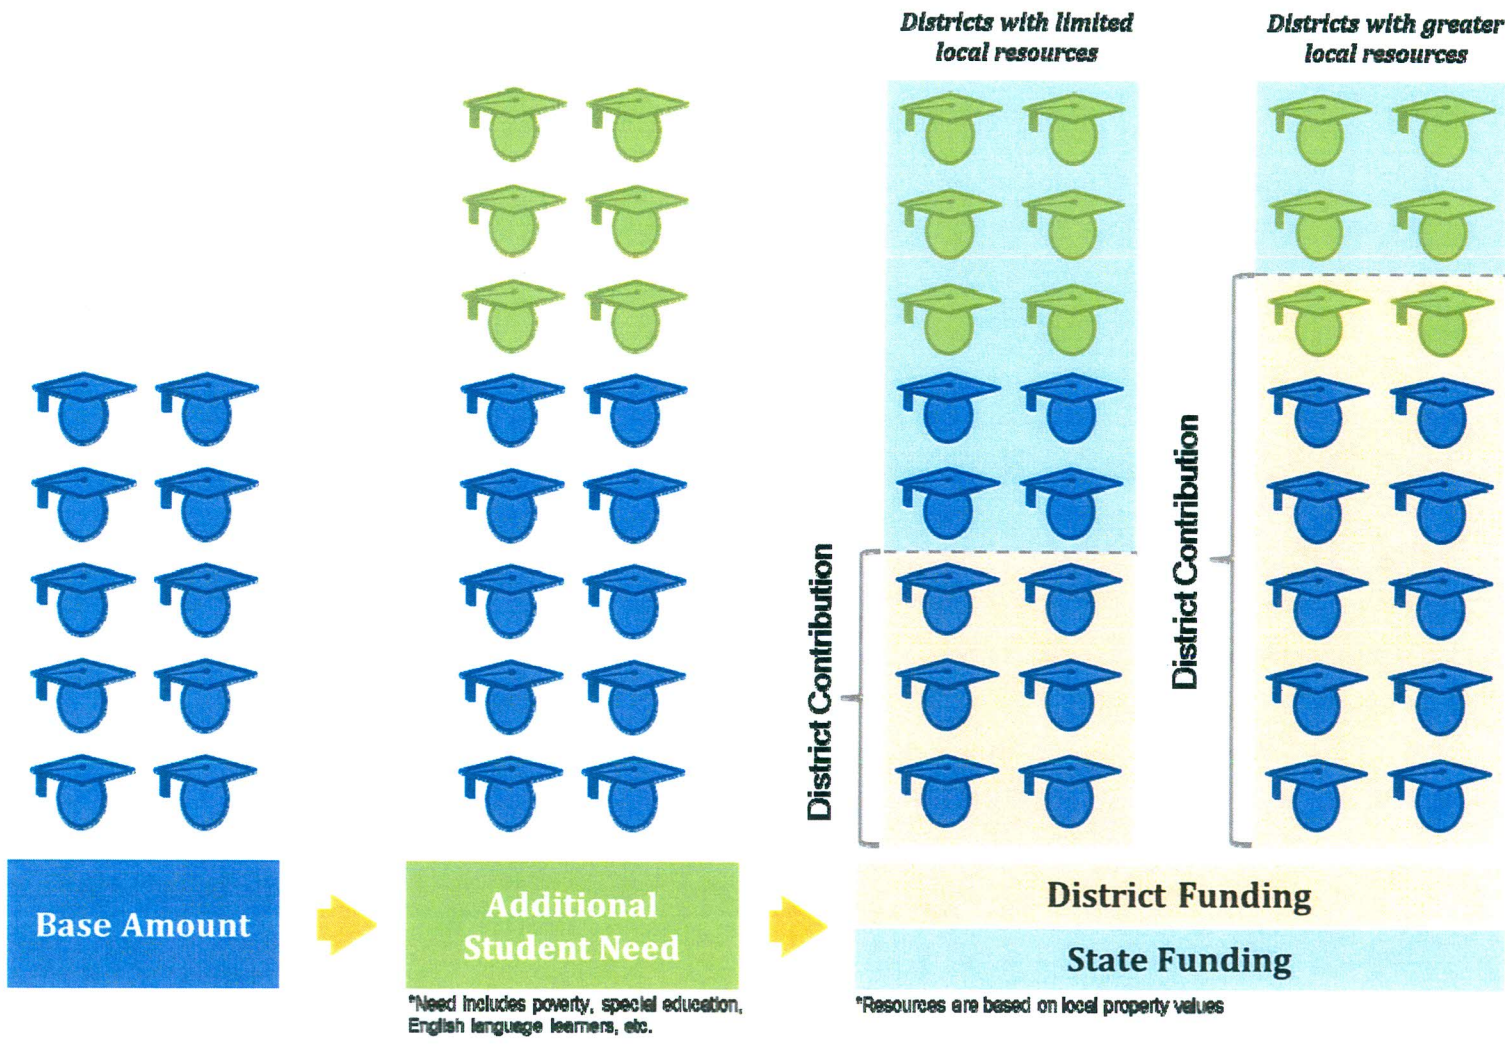 Districts with limited
local resources
Districts with greater
local resources
District Contribution
District Contribution
Base Amount
Additional
Student Need
District Funding
State Funding
*Need includes poverty, special education,
English language learners, etc.
*Resources are based on local property values